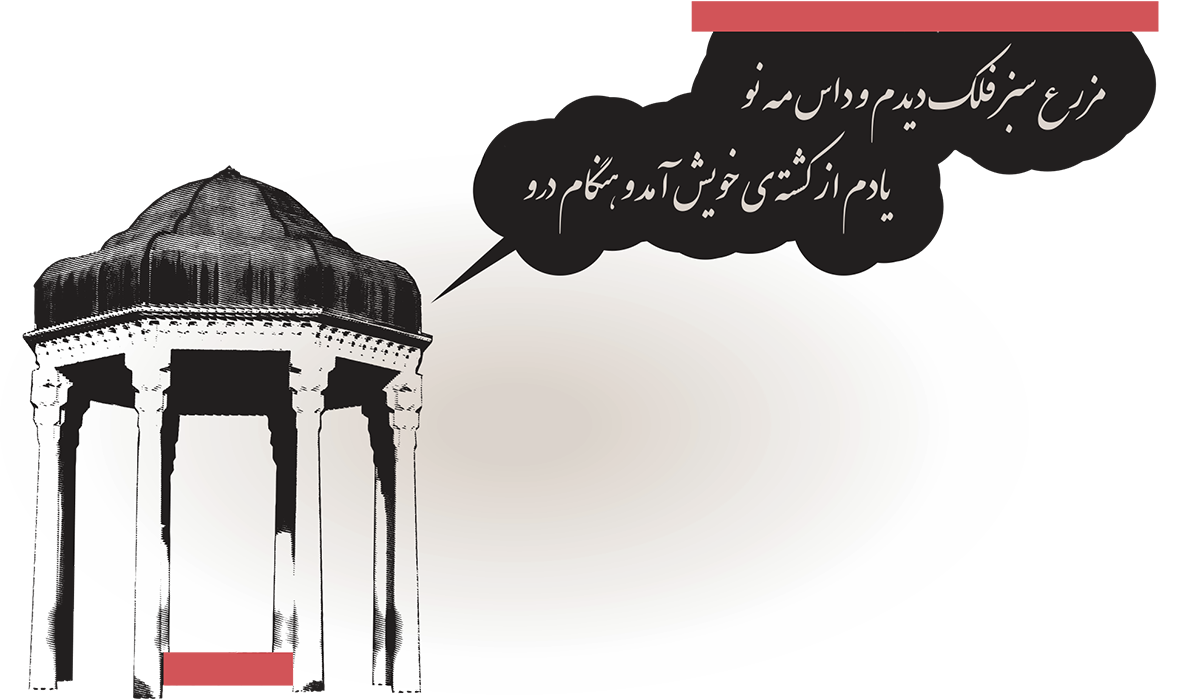 مزرع سبز فلک دیدم و داس مه نو
یادم از کشته‌ی خویش آمد و هنگام درو